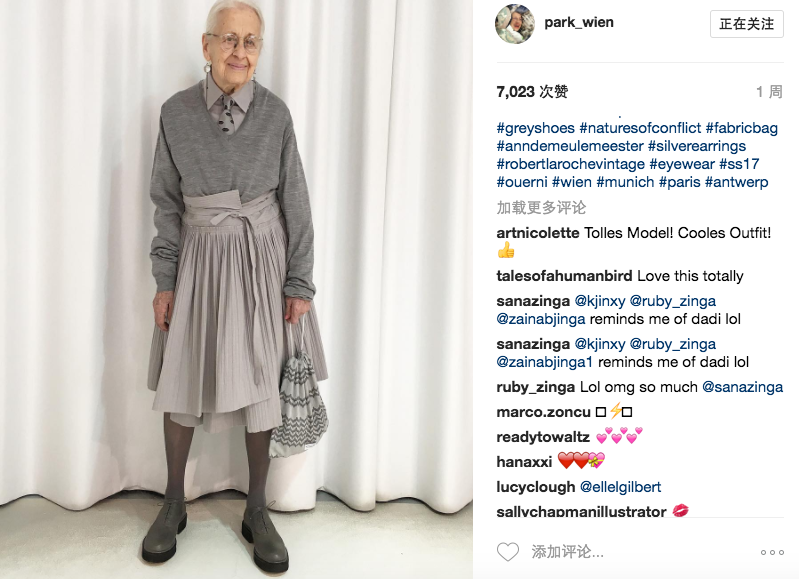 park_wien
正在关注
7,023 次赞
1 周
#greyshoes #naturesofconflict #fabricbag
#anndemeulemeester #silverearrings
#robertlarochevintage #eyewear #ss17
#ouerni #wien #munich #paris #antwerp
加载更多评论
artnicolette Tolles Model! Cooles Outfit!
👍
talesofahumanbird Love this totally
sanazinga @kjinxy @ruby_zinga
@zainabjinga reminds me of dadi lol
sanazinga @kjinxy @ruby_zinga
@zainabjinga1 reminds me of dadi lol
ruby_zinga Lol omg so much @sanazinga
marco.zoncu ⚡
readytowaltz 💕💕💕
hanaxxi ❤️❤️💝
lucyclough @ellelgilbert
sallychapmanillustrator 💋
添加评论...